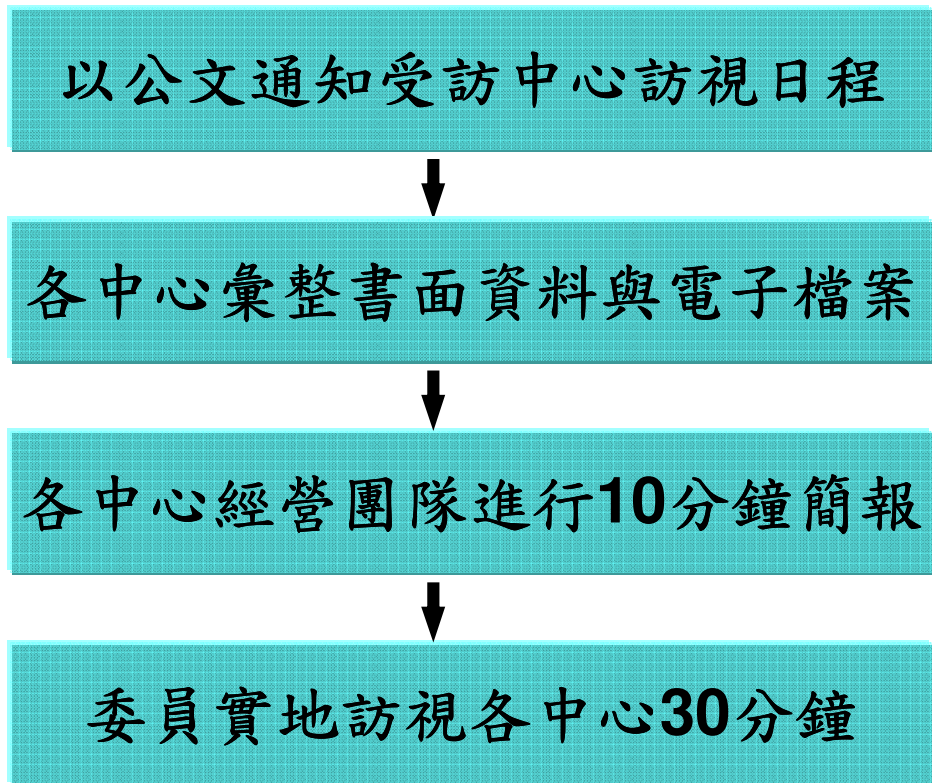 以公文通知受訪中心訪視日程
各中心彙整書面資料與電子檔案
各中心經營團隊進行10分鐘簡報
委員實地訪視各中心30分鐘